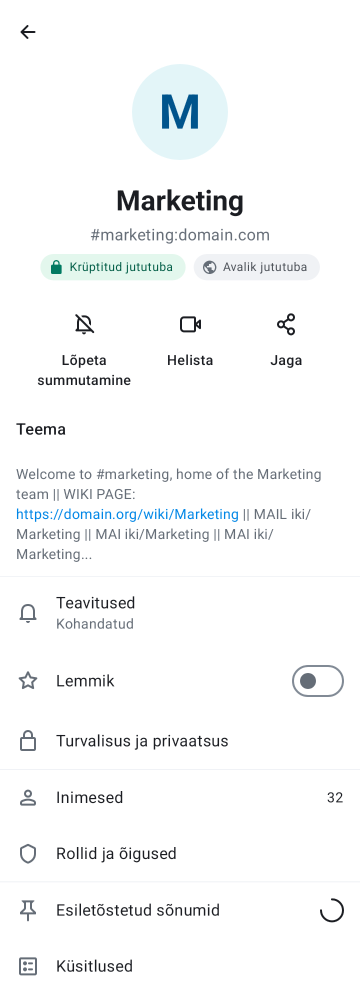 M
Marketing
#marketing:domain.com
Krüptitud jututuba
Avalik jututuba
Lõpeta
summutamine
Helista
Jaga
Teema
Welcome to #marketing, home of the Marketing
team || WIKI PAGE:
https://domain.org/wiki/Marketing || MAIL iki/
Marketing || MAI iki/Marketing || MAI iki/
Marketing...
Teavitused
Kohandatud
Lemmik
Turvalisus ja privaatsus
Inimesed
32
Rollid ja õigused
Esiletõstetud sõnumid
Küsitlused